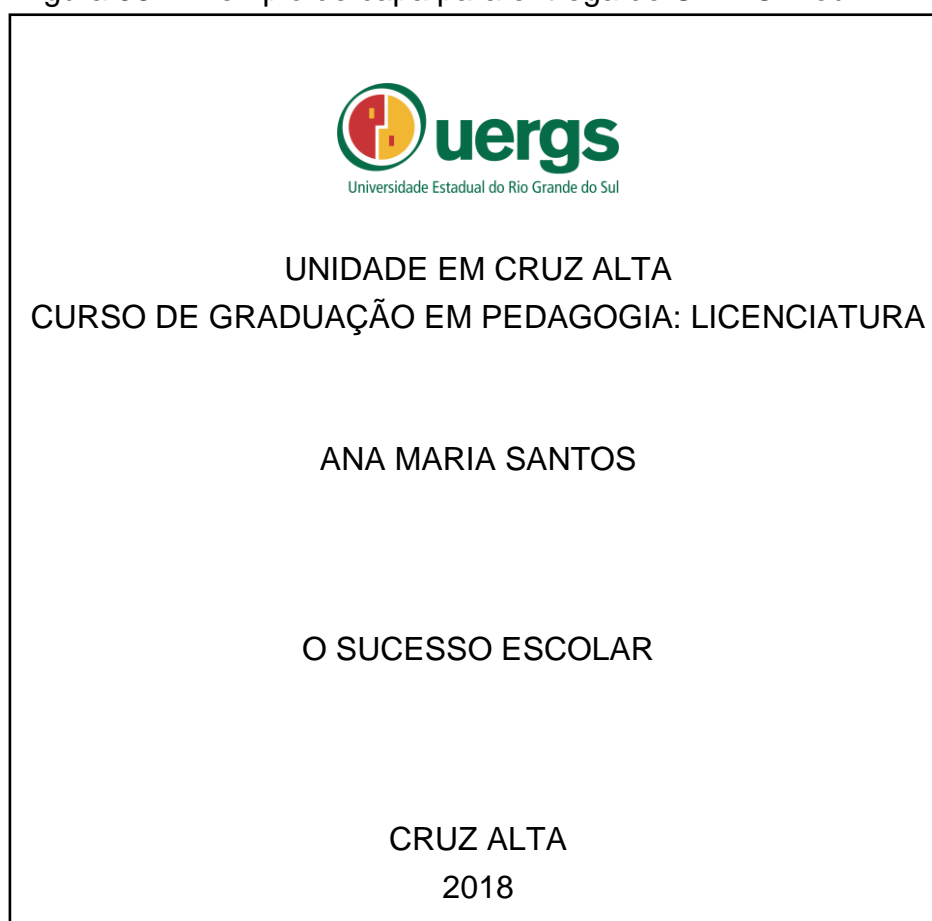 uergs
Universidade Estadual do Rio Grande do Sul
UNIDADE EM CRUZ ALTA
CURSO DE GRADUAÇÃO EM PEDAGOGIA: LICENCIATURA
ANA MARIA SANTOS
O SUCESSO ESCOLAR
CRUZ ALTA
2018